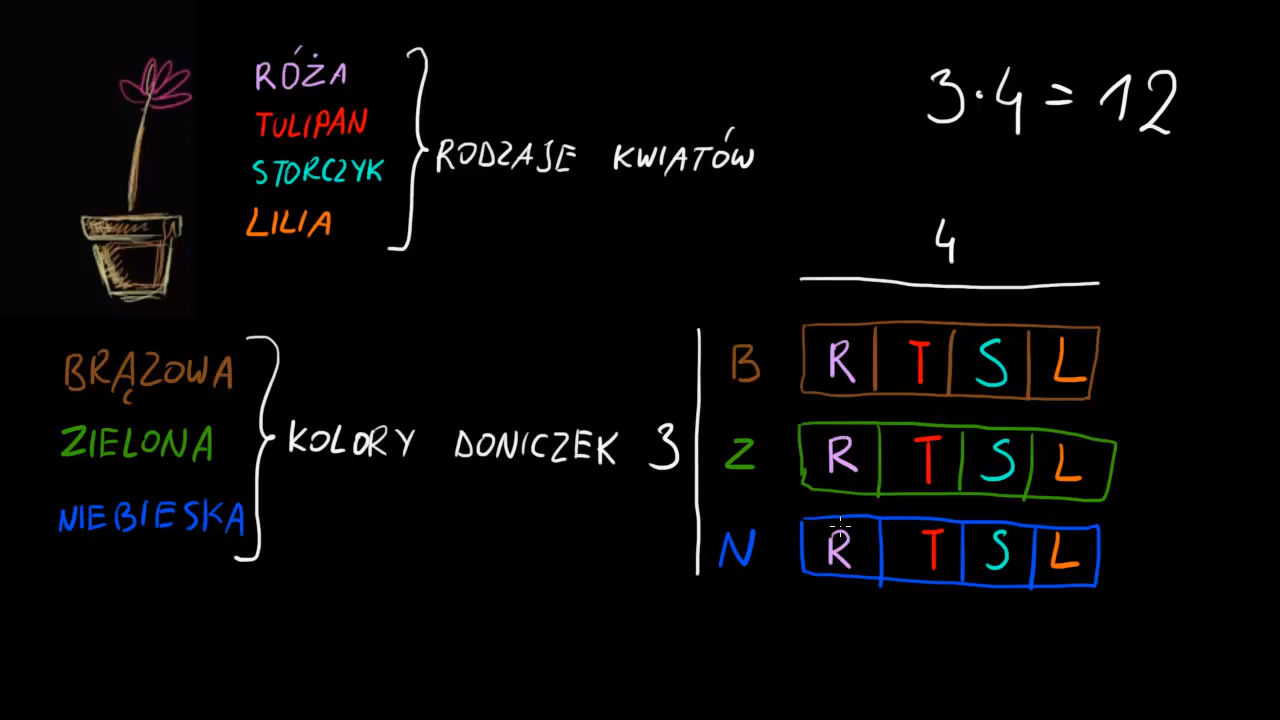 RÓŻA
TULIPAN
STORCZYK
LILIA
RODZAJE KWIATÓW
3·4=12
4
BRĄZOWA
ZIELONA
NIEBIESKA
KOLORY DONICZEK 3
B R T S L
Z R T S L
N R T S L